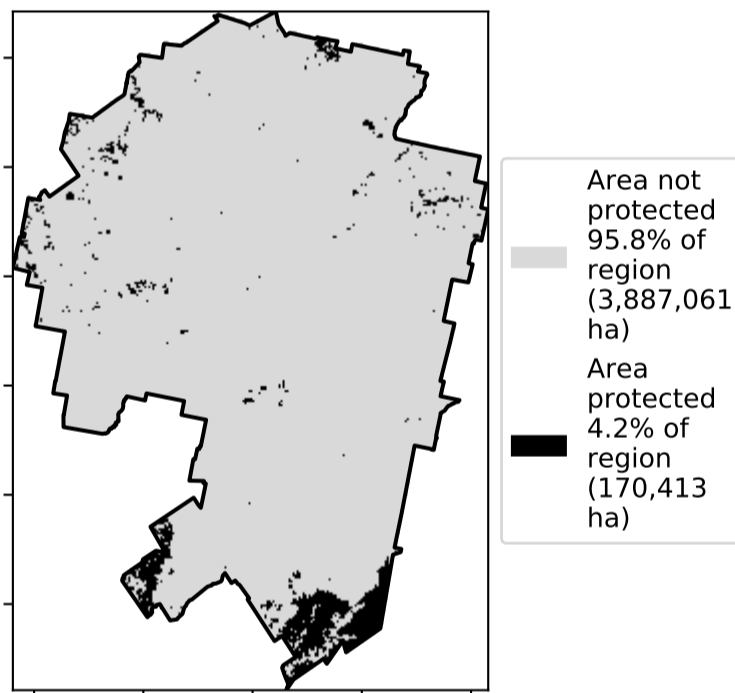 Area not
protected
95.8% of
region
(3,887,061
ha)
Area
protected
4.2% of
region
(170,413
ha)